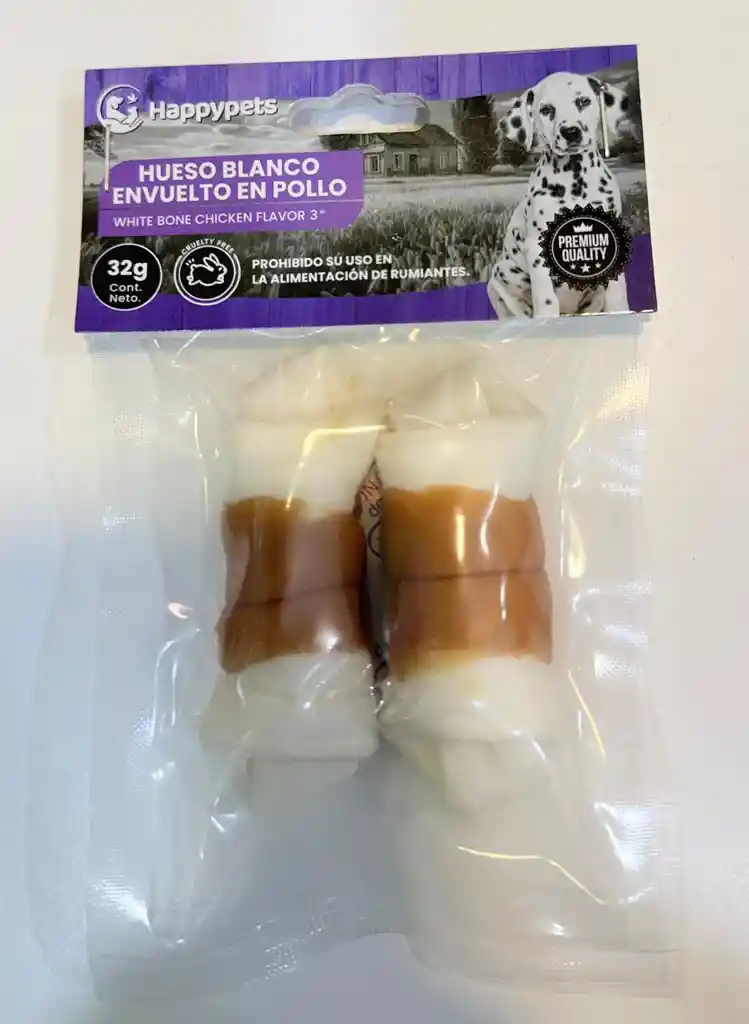 Happypets
HUESO BLANCO
ENVUELTO EN POLLO
WHITE BONE CHICKEN FLAVOR 3"
32g
Cont.
Neto.
CRUELTY FREE
PROHIBIDO SU USO EN
LA ALIMENTACIÓN DE RUMIANTES.
PREMIUM
QUALITY